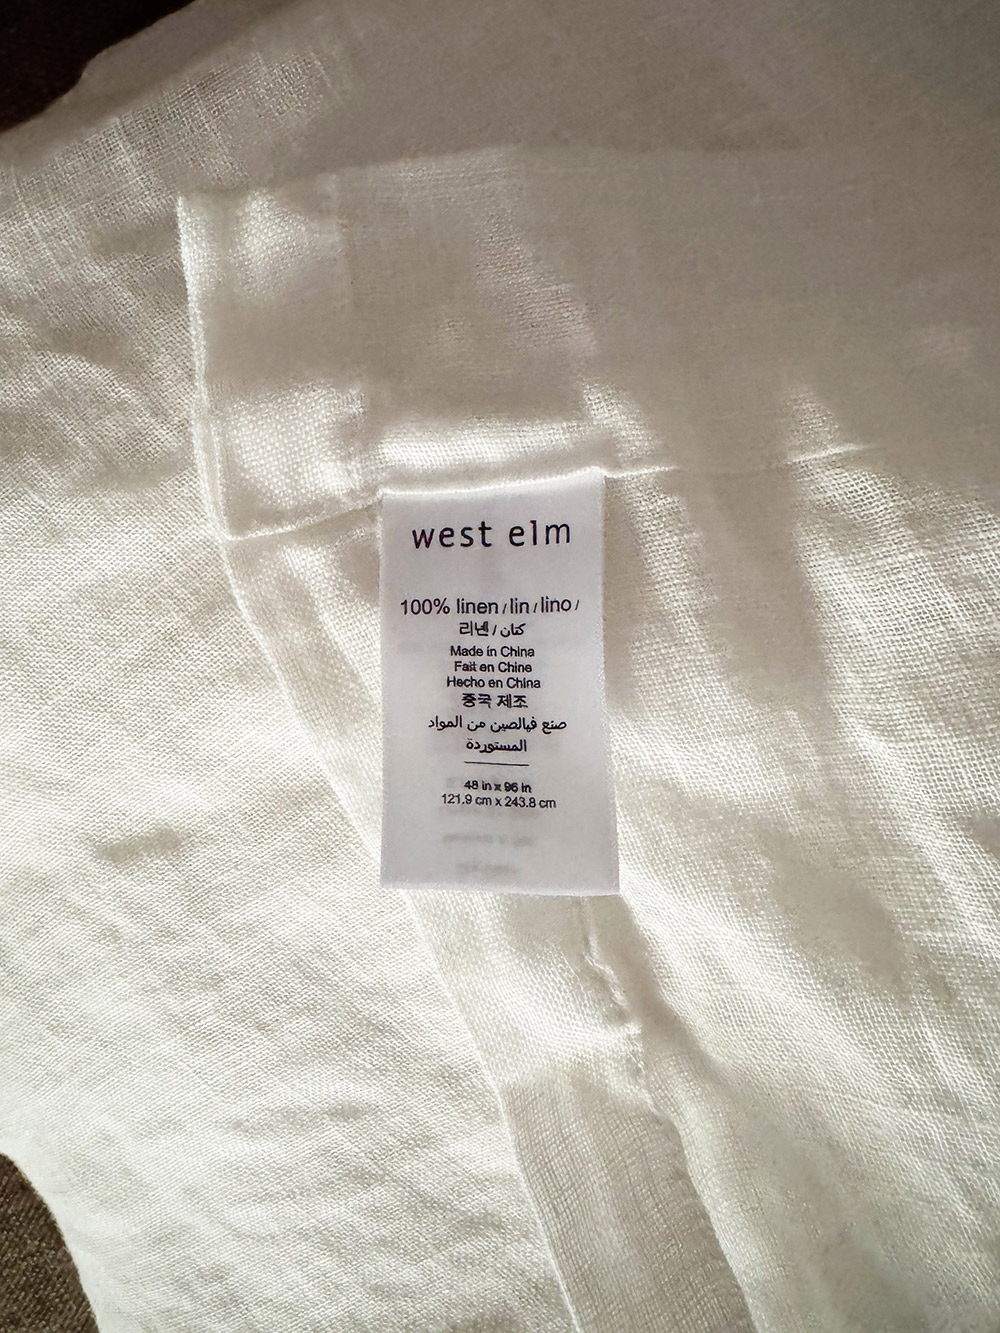 west elm
100% linen / lin / lino /
리넨 / كتان
Made in China
Fait en Chine
Hecho en China
중국 제조
صنع فيالصين من المواد
المستوردة
48 in x 96 in
121.9 cm x 243.8 cm